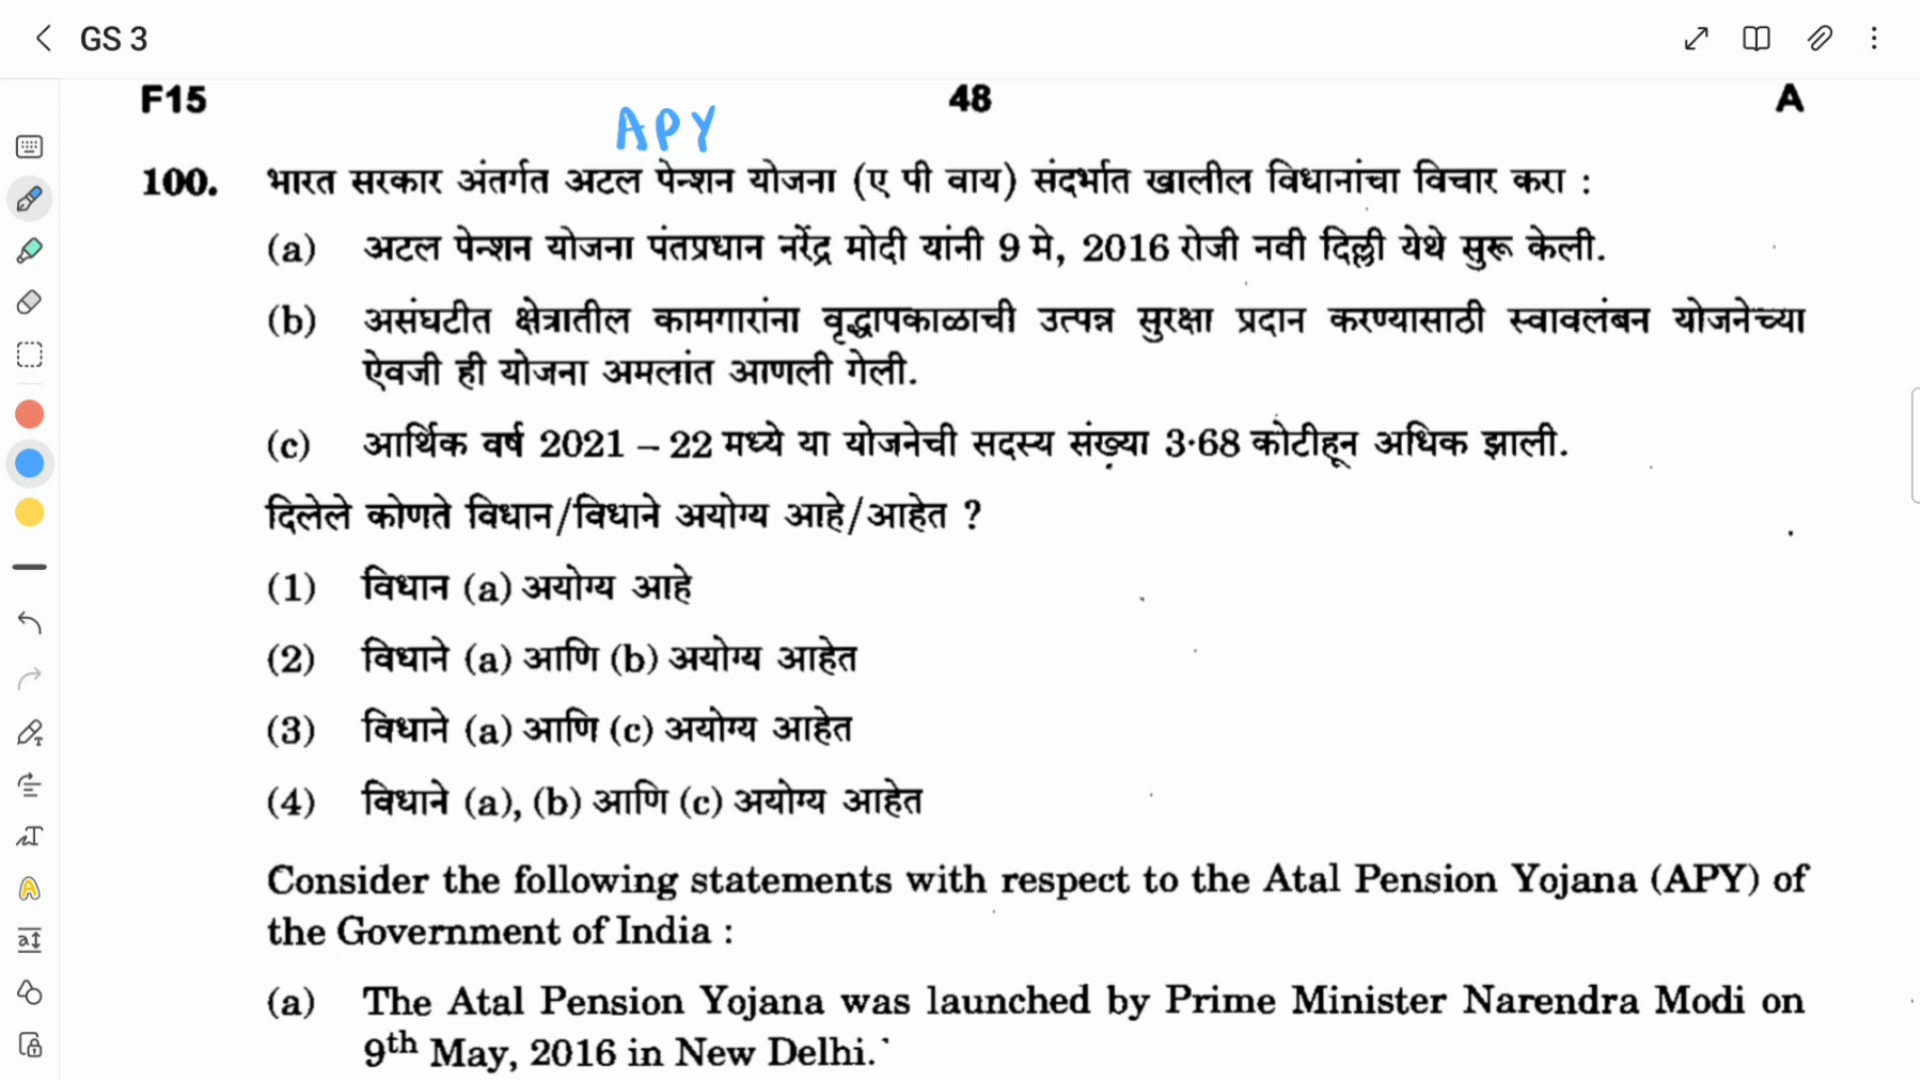 GS 3
F15 48 A
APY
100. भारत सरकार अंतर्गत अटल पेन्शन योजना (ए पी वाय) संदर्भात खालील विधानांचा विचार करा :
(a) अटल पेन्शन योजना पंतप्रधान नरेंद्र मोदी यांनी 9 मे, 2016 रोजी नवी दिल्ली येथे सुरू केली.
(b) असंघटीत क्षेत्रातील कामगारांना वृद्धापकाळाची उत्पन्न सुरक्षा प्रदान करण्यासाठी स्वावलंबन योजनेच्या
ऐवजी ही योजना अमलांत आणली गेली.
(c) आर्थिक वर्ष 2021 – 22 मध्ये या योजनेची सदस्य संख्या 3·68 कोटीहून अधिक झाली.
दिलेले कोणते विधान/विधाने अयोग्य आहे/आहेत ?
(1) विधान (a) अयोग्य आहे
(2) विधाने (a) आणि (b) अयोग्य आहेत
(3) विधाने (a) आणि (c) अयोग्य आहेत
(4) विधाने (a), (b) आणि (c) अयोग्य आहेत
Consider the following statements with respect to the Atal Pension Yojana (APY) of
the Government of India :
(a) The Atal Pension Yojana was launched by Prime Minister Narendra Modi on
9th May, 2016 in New Delhi.